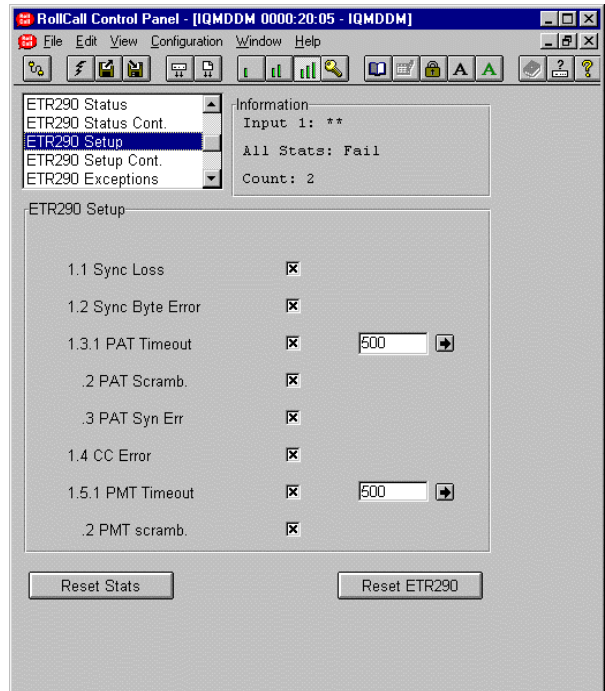 RollCall Control Panel - [IQMDDM 0000:20:05 - IQMDDM]
File Edit View Configuration Window Help
A A
ETR290 Status
ETR290 Status Cont.
ETR290 Setup
ETR290 Setup Cont.
ETR290 Exceptions
Information
Input 1: **
All Stats: Fail
Count: 2
ETR290 Setup
1.1 Sync Loss
1.2 Sync Byte Error
1.3.1 PAT Timeout 500
.2 PAT Scramb.
.3 PAT Syn Err
1.4 CC Error
1.5.1 PMT Timeout 500
.2 PMT scramb.
Reset Stats Reset ETR290